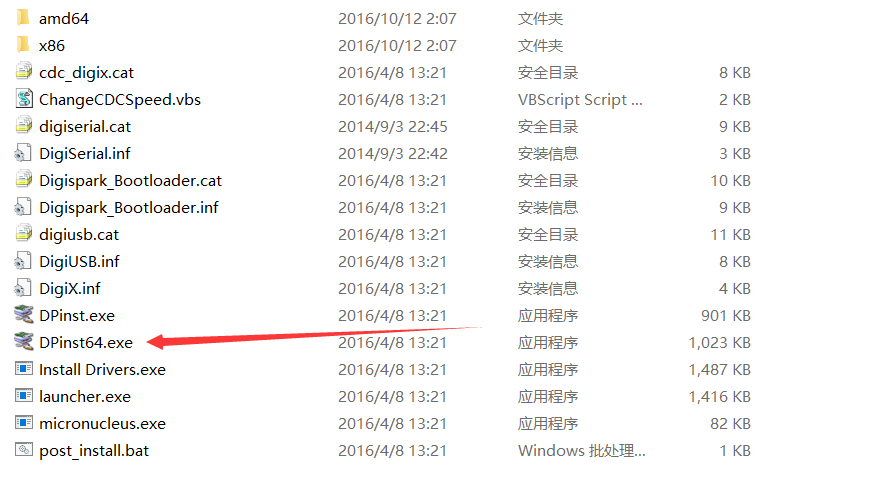 amd64 2016/10/12 2:07 文件夹
x86 2016/10/12 2:07 文件夹
cdc_digix.cat 2016/4/8 13:21 安全目录 8 KB
ChangeCDCSpeed.vbs 2016/4/8 13:21 VBScript Script ... 2 KB
digiserial.cat 2014/9/3 22:45 安全目录 9 KB
DigiSerial.inf 2014/9/3 22:42 安装信息 3 KB
Digispark_Bootloader.cat 2016/4/8 13:21 安全目录 10 KB
Digispark_Bootloader.inf 2016/4/8 13:21 安装信息 9 KB
digiusb.cat 2016/4/8 13:21 安全目录 11 KB
DigiUSB.inf 2016/4/8 13:21 安装信息 8 KB
DigiX.inf 2016/4/8 13:21 安装信息 4 KB
DPinst.exe 2016/4/8 13:21 应用程序 901 KB
DPinst64.exe 2016/4/8 13:21 应用程序 1,023 KB
Install Drivers.exe 2016/4/8 13:21 应用程序 1,487 KB
launcher.exe 2016/4/8 13:21 应用程序 1,416 KB
micronucleus.exe 2016/4/8 13:21 应用程序 82 KB
post_install.bat 2016/4/8 13:21 Windows 批处理... 1 KB